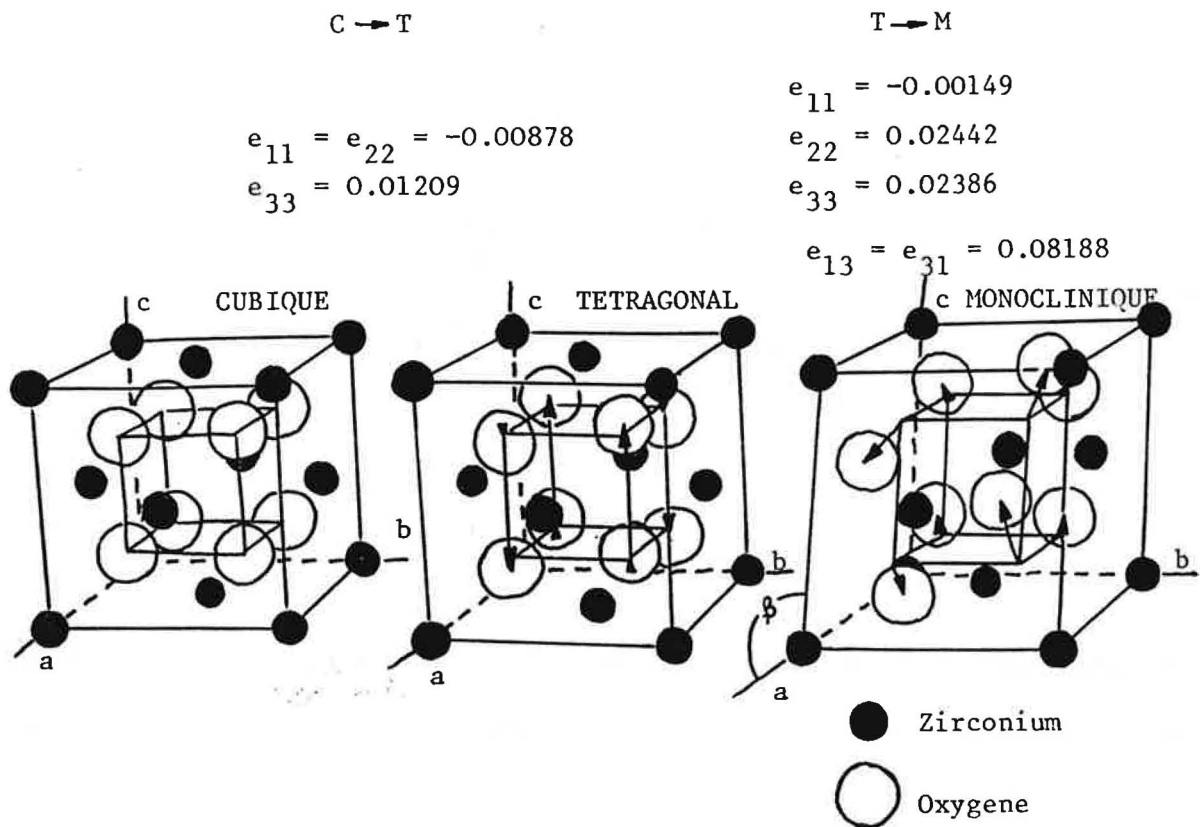 C → T
T → M
e11 = -0.00149
e11 = e22 = -0.00878
e22 = 0.02442
e33 = 0.01209
e33 = 0.02386
e13 = e31 = 0.08188
c CUBIQUE
c TETRAGONAL
c MONOCLINIQUE
b
b
b
β
a
a
a
Zirconium
Oxygene